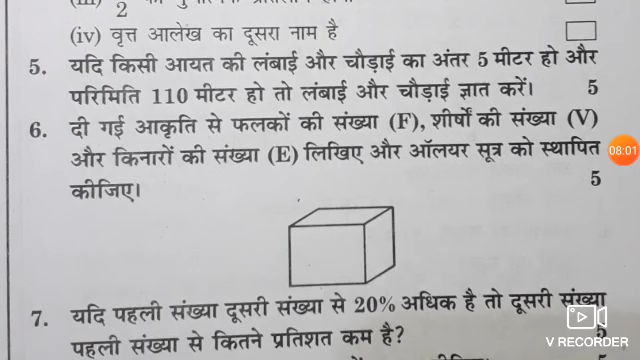 (iv) वृत्त आलेख का दूसरा नाम है
5. यदि किसी आयत की लंबाई और चौड़ाई का अंतर 5 मीटर हो और
परिमिति 110 मीटर हो तो लंबाई और चौड़ाई ज्ञात करें। 5
6. दी गई आकृति से फलकों की संख्या (F), शीर्षों की संख्या (V)
और किनारों की संख्या (E) लिखिए और ऑलयर सूत्र को स्थापित
कीजिए। 5
08:01
7. यदि पहली संख्या दूसरी संख्या से 20% अधिक है तो दूसरी संख्या
पहली संख्या से कितने प्रतिशत कम है? 5
V RECORDER